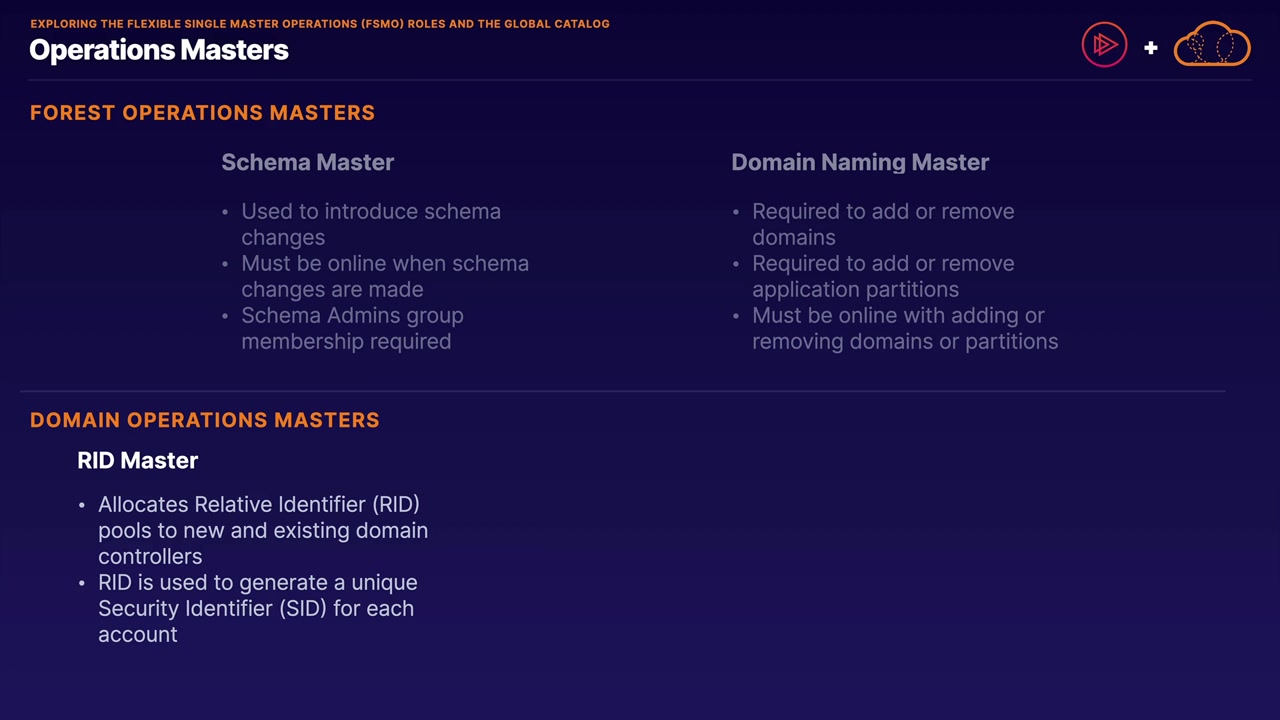 EXPLORING THE FLEXIBLE SINGLE MASTER OPERATIONS (FSMO) ROLES AND THE GLOBAL CATALOG
Operations Masters
+
FOREST OPERATIONS MASTERS
Schema Master
• Used to introduce schema
changes
• Must be online when schema
changes are made
• Schema Admins group
membership required
Domain Naming Master
• Required to add or remove
domains
• Required to add or remove
application partitions
• Must be online with adding or
removing domains or partitions
DOMAIN OPERATIONS MASTERS
RID Master
• Allocates Relative Identifier (RID)
pools to new and existing domain
controllers
• RID is used to generate a unique
Security Identifier (SID) for each
account